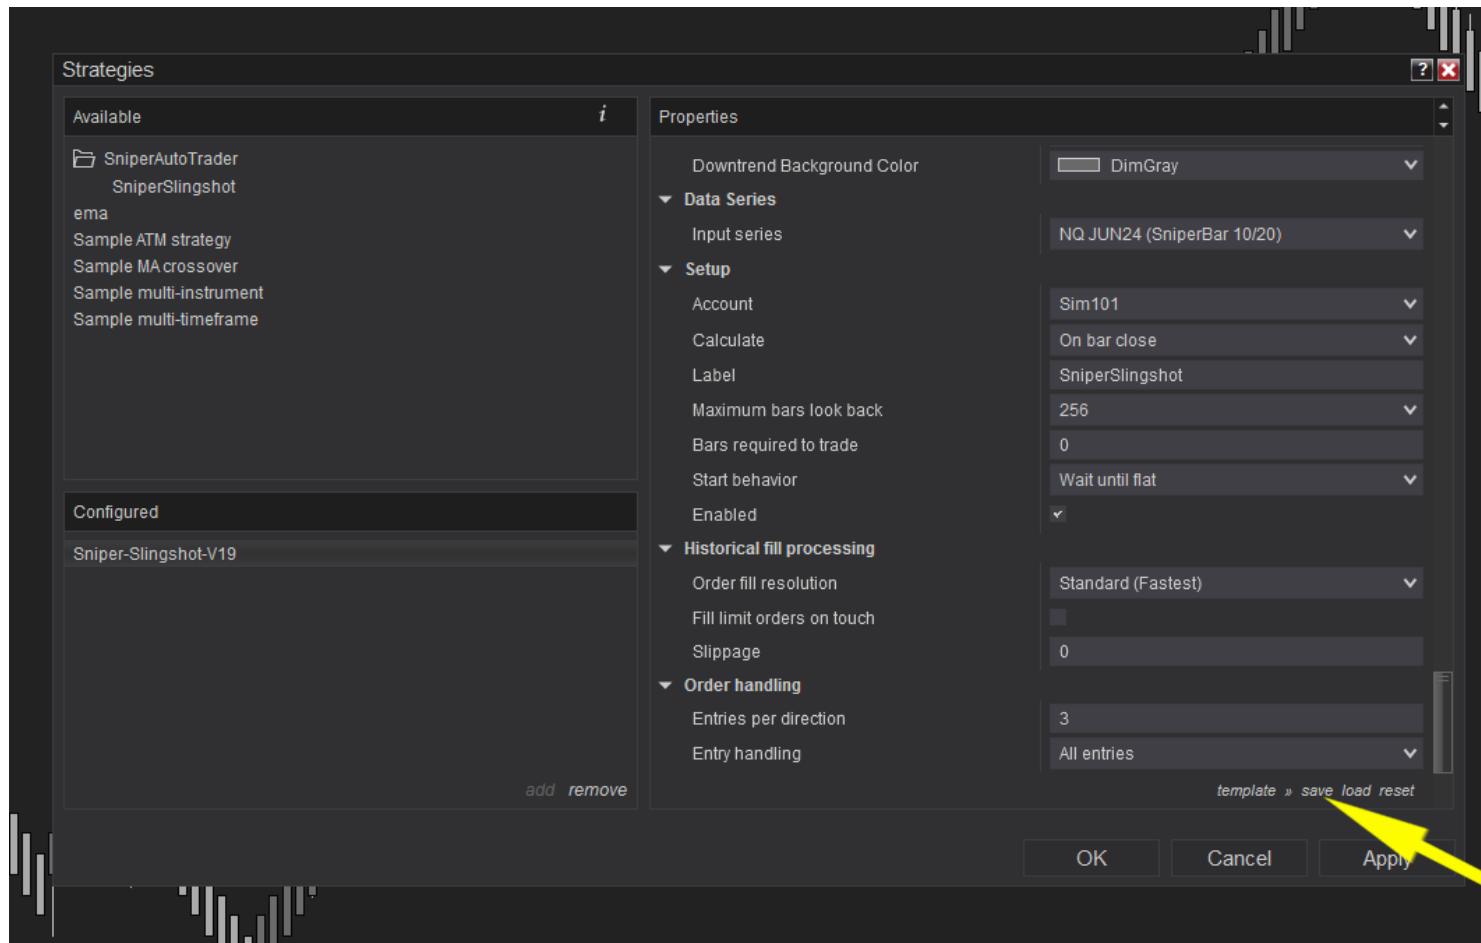 Strategies
?
Available i
SniperAutoTrader
SniperSlingshot
ema
Sample ATM strategy
Sample MA crossover
Sample multi-instrument
Sample multi-timeframe
Configured
Sniper-Slingshot-V19
add remove
Properties
Downtrend Background Color DimGray
Data Series
Input series NQ JUN24 (SniperBar 10/20)
Setup
Account Sim101
Calculate On bar close
Label SniperSlingshot
Maximum bars look back 256
Bars required to trade 0
Start behavior Wait until flat
Enabled
Historical fill processing
Order fill resolution Standard (Fastest)
Fill limit orders on touch
Slippage 0
Order handling
Entries per direction 3
Entry handling All entries
template » save load reset
OK Cancel Apply